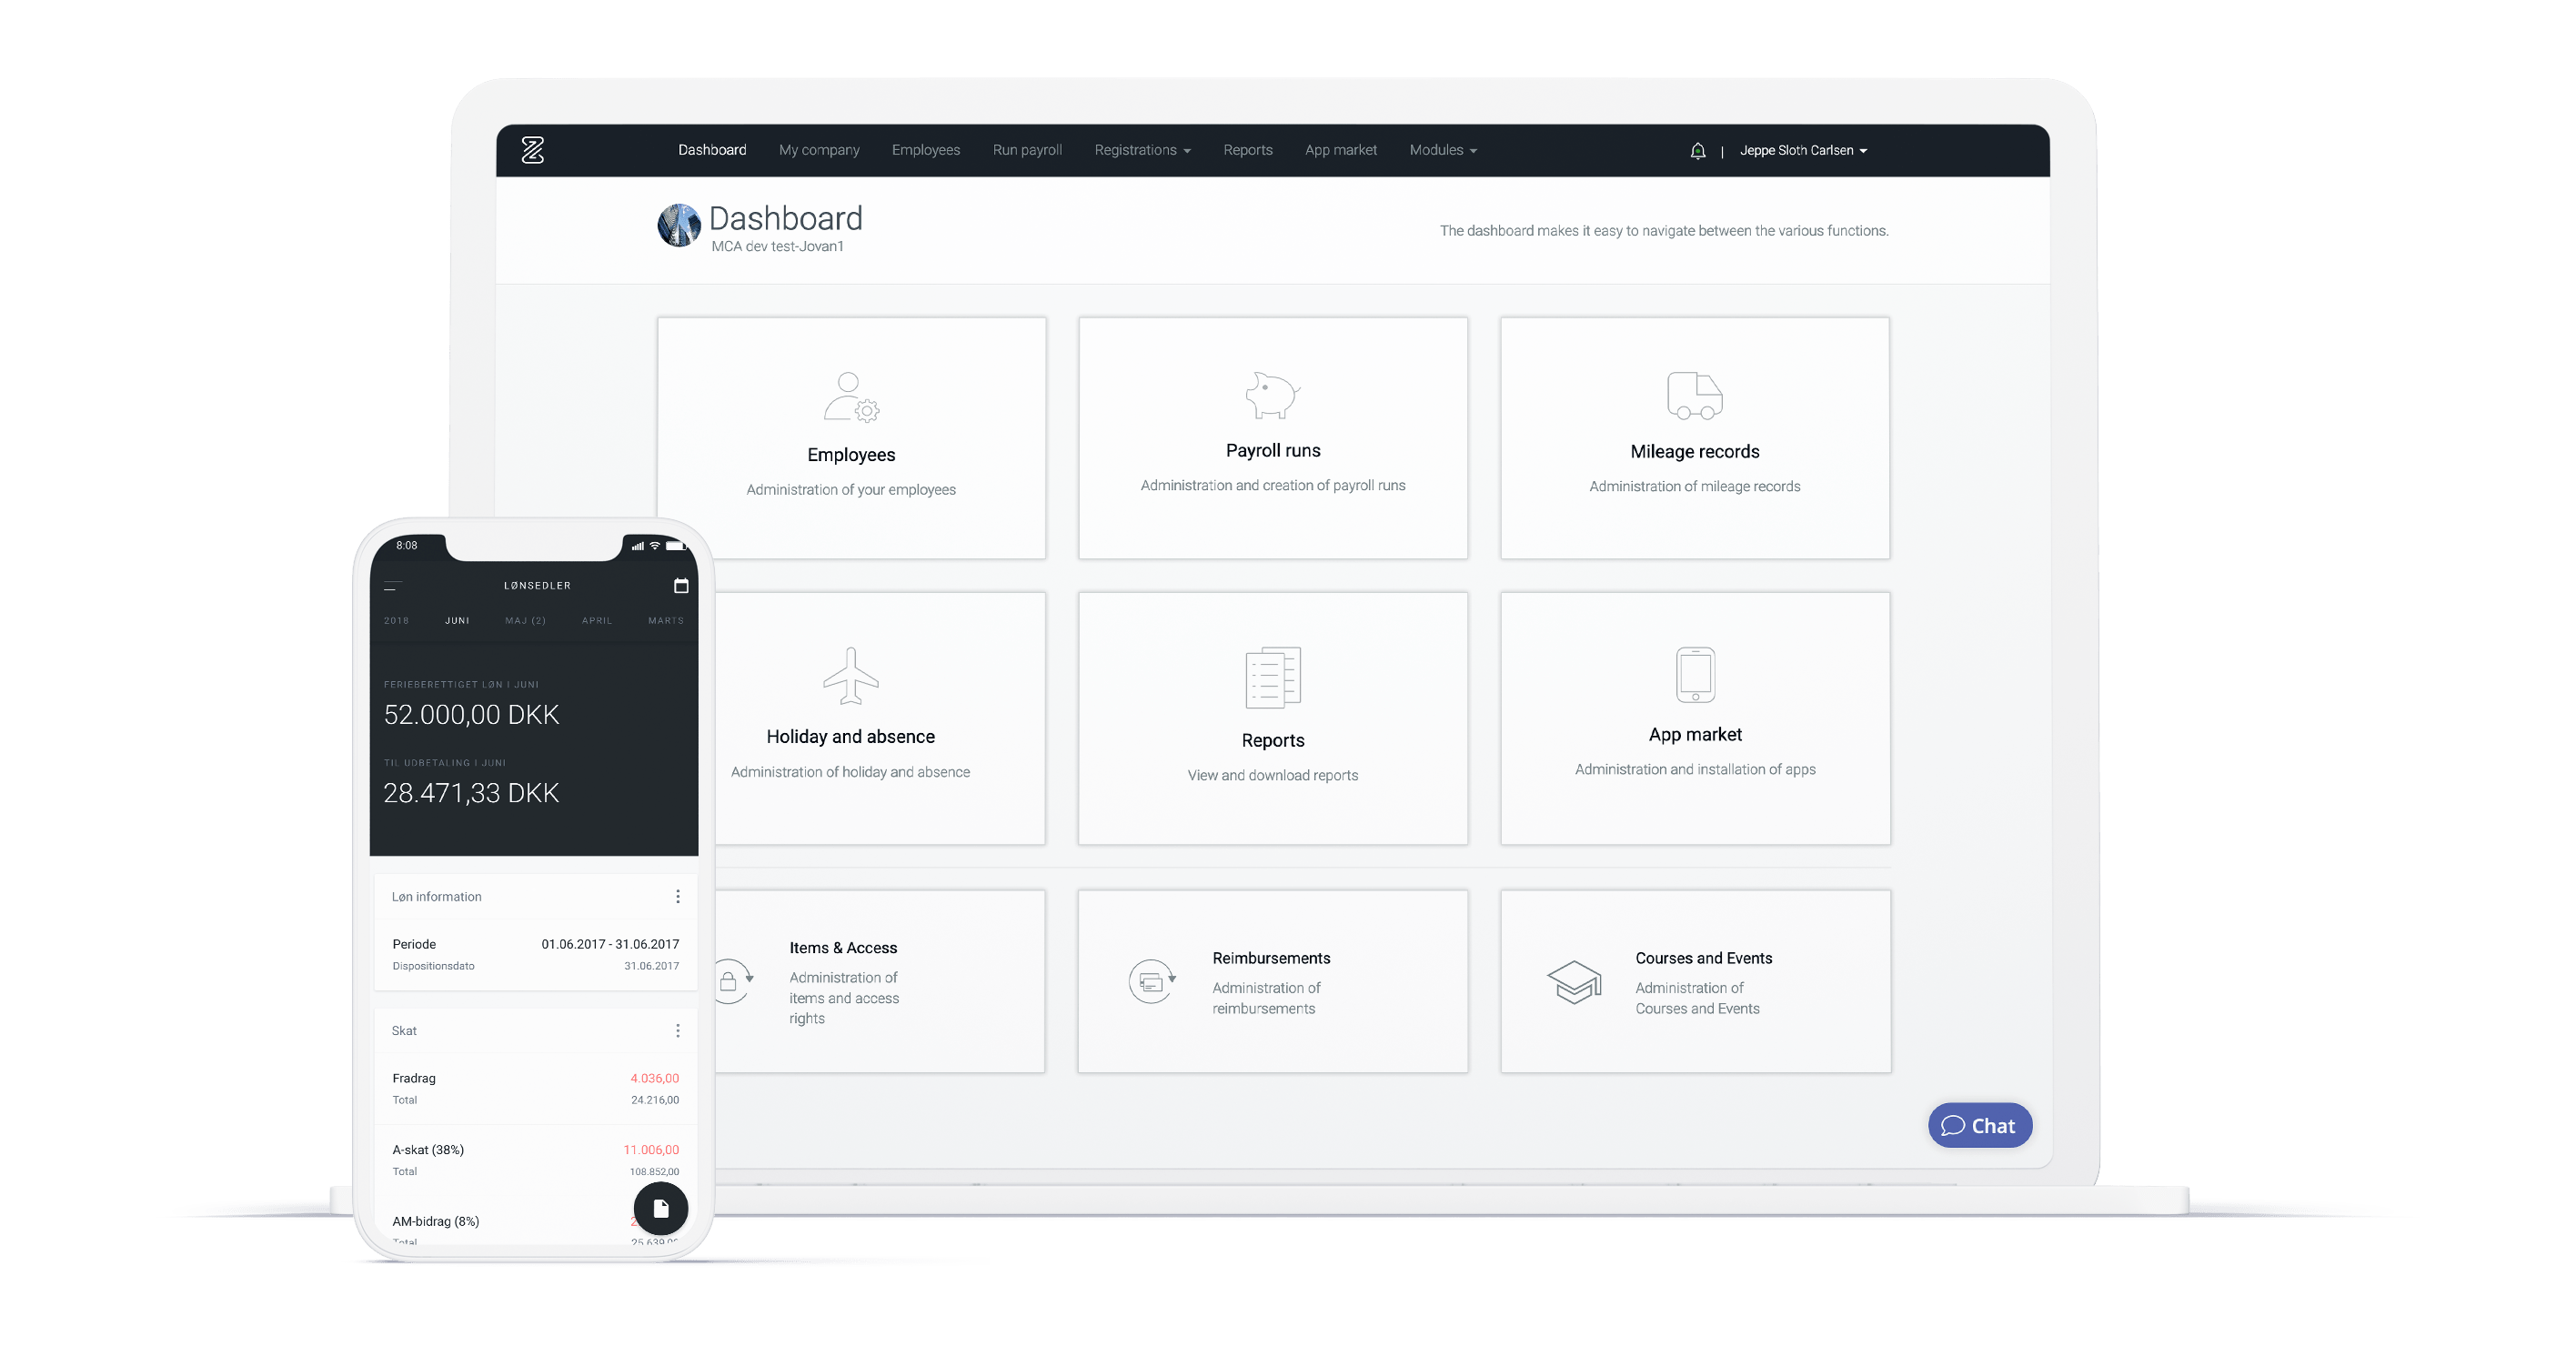 Dashboard My company Employees Run payroll Registrations Reports App market Modules | Jeppe Sloth Carlsen
Dashboard
MCA dev test-Jovan1
The dashboard makes it easy to navigate between the various functions.
Employees
Administration of your employees
Payroll runs
Administration and creation of payroll runs
Mileage records
Administration of mileage records
Holiday and absence
Administration of holiday and absence
Reports
View and download reports
App market
Administration and installation of apps
Items & Access
Administration of
items and access
rights
Reimbursements
Administration of
reimbursements
Courses and Events
Administration of
Courses and Events
Chat
8:08
LØNSEDLER
2018 JUNI MAJ (2) APRIL MARTS
FERIEBERETTIGET LØN I JUNI
52.000,00 DKK
TIL UDBETALING I JUNI
28.471,33 DKK
Løn information
Periode 01.06.2017 - 31.06.2017
Dispositionsdato 31.06.2017
Skat
Fradrag 4.036,00
Total 24.216,00
A-skat (38%) 11.006,00
Total 108.852,00
AM-bidrag (8%)
Total